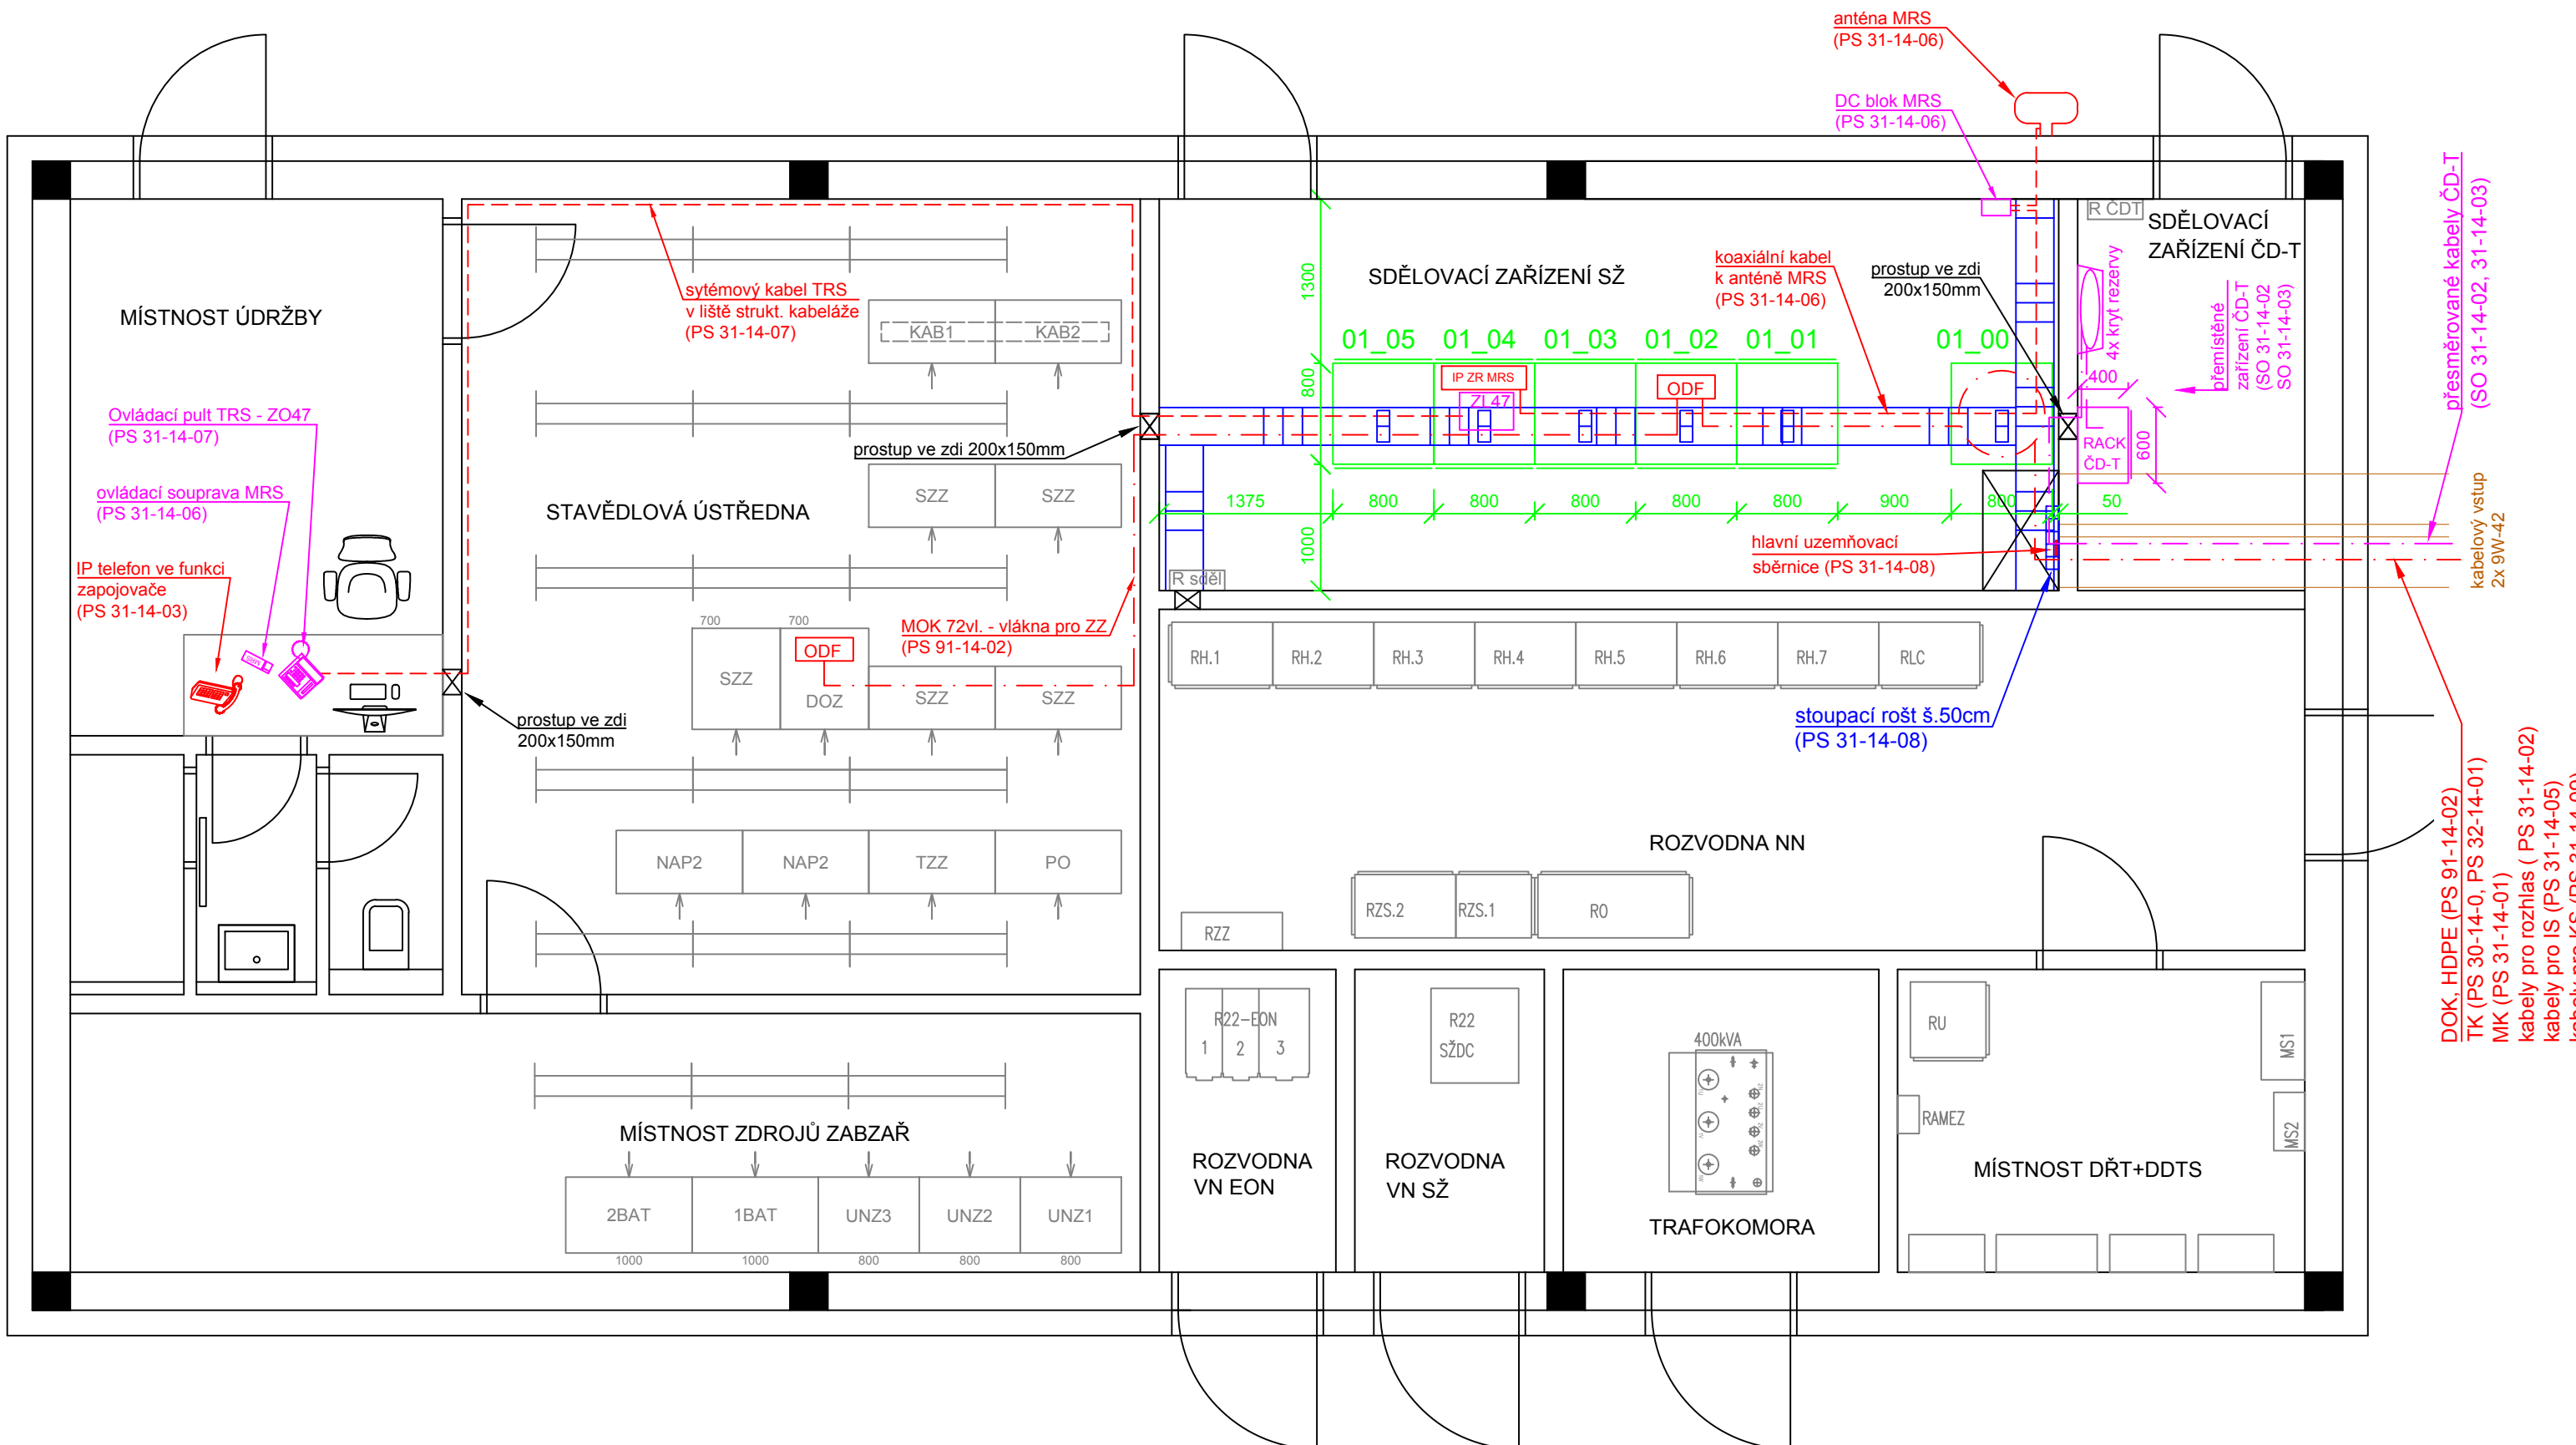 anténa MRS
(PS 31-14-06)
DC blok MRS
(PS 31-14-06)
MÍSTNOST ÚDRŽBY
Ovládací pult TRS - ZO47
(PS 31-14-07)
ovládací souprava MRS
(PS 31-14-06)
IP telefon ve funkci
zapojovače
(PS 31-14-03)
MRS
prostup ve zdi
200x150mm
sytémový kabel TRS
v liště strukt. kabeláže
(PS 31-14-07)
KAB1
KAB2
prostup ve zdi 200x150mm
STAVĚDLOVÁ ÚSTŘEDNA
SZZ
SZZ
MOK 72vl. - vlákna pro ZZ
(PS 91-14-02)
700
700
SZZ
ODF
DOZ
SZZ
SZZ
NAP2
NAP2
TZZ
PO
MÍSTNOST ZDROJŮ ZABZAŘ
2BAT
1BAT
UNZ3
UNZ2
UNZ1
1000
1000
800
800
800
SDĚLOVACÍ ZAŘÍZENÍ SŽ
koaxiální kabel
k anténě MRS
(PS 31-14-06)
prostup ve zdi
200x150mm
1300
800
1000
01_05
01_04
01_03
01_02
01_01
01_00
IP ZR MRS
ZL47
ODF
1375
800
800
800
800
800
900
800
50
hlavní uzemňovací
sběrnice (PS 31-14-08)
R sděl
R ČDT
SDĚLOVACÍ
ZAŘÍZENÍ ČD-T
4x kryt rezervy
přemístěné
zařízení ČD-T
(SO 31-14-02
SO 31-14-03)
400
600
RACK
ČD-T
přesměrované kabely ČD-T
(SO 31-14-02, 31-14-03)
kabelový vstup
2x 9W-42
RH.1
RH.2
RH.3
RH.4
RH.5
RH.6
RH.7
RLC
stoupací rošt š.50cm
(PS 31-14-08)
ROZVODNA NN
RZZ
RZS.2
RZS.1
RO
DOK, HDPE (PS 91-14-02)
TK (PS 30-14-0, PS 32-14-01)
MK (PS 31-14-01)
kabely pro rozhlas ( PS 31-14-02)
kabely pro IS (PS 31-14-05)
R22-EON
1
2
3
ROZVODNA
VN EON
R22
SŽDC
ROZVODNA
VN SŽ
400kVA
TRAFOKOMORA
RU
RAMEZ
MS1
MS2
MÍSTNOST DŘT+DDTS